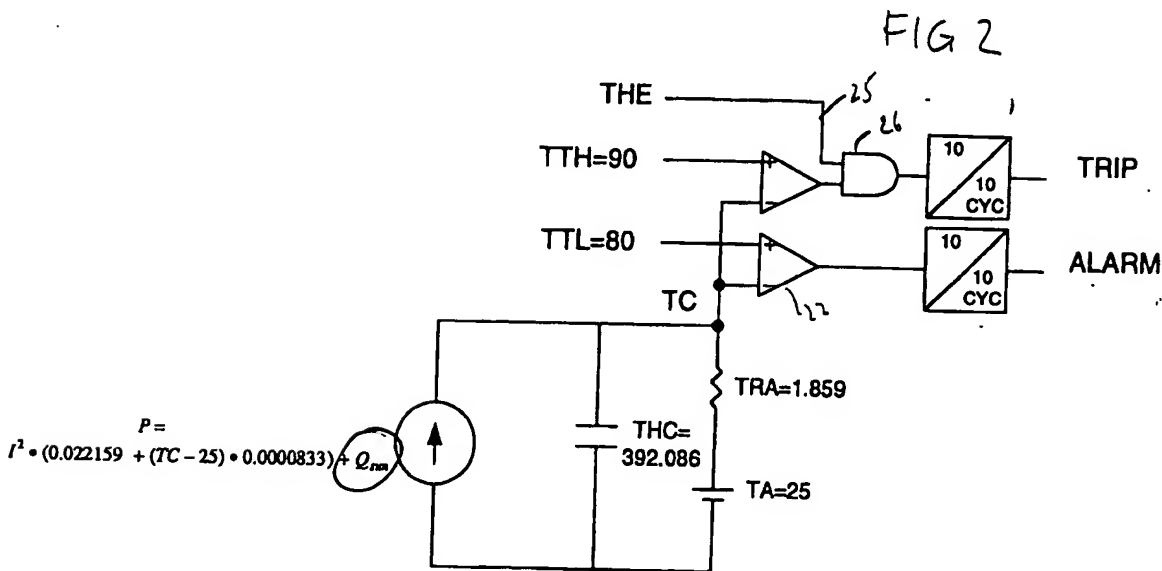 FIG 2
THE
25
26
TTH=90
+
−
10
10
CYC
TRIP
TTL=80
+
−
10
10
CYC
ALARM
TC
22
TRA=1.859
THC=
392.086
TA=25
P =
I² • (0.022159 + (TC − 25) • 0.0000833) + Q_sun